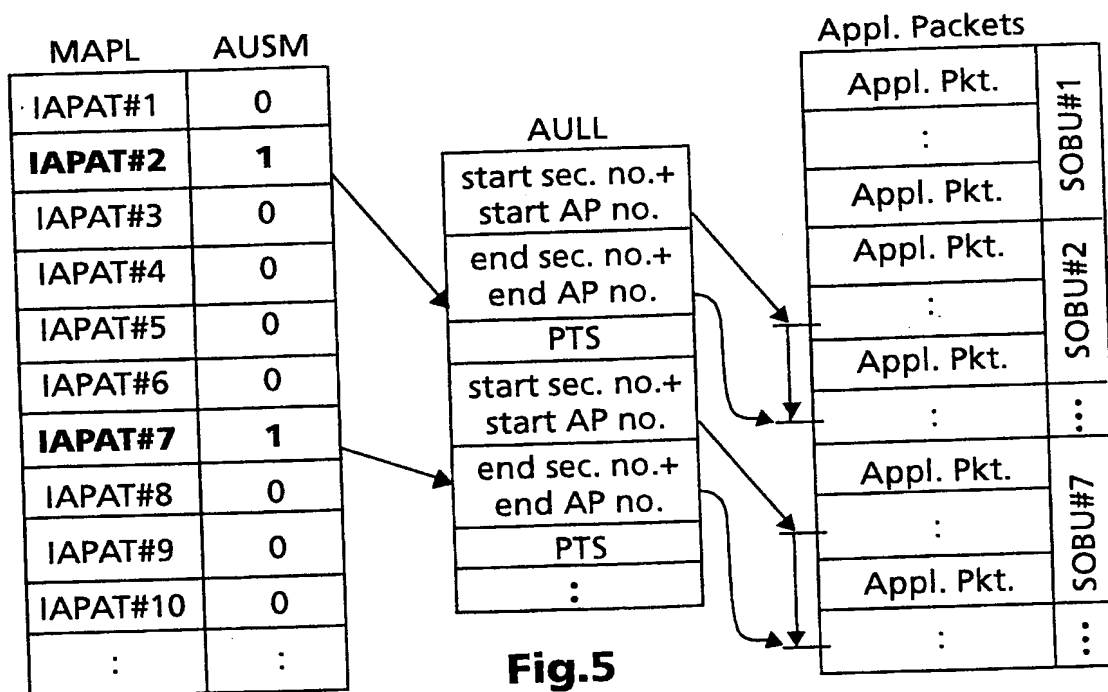 MAPL AUSM
IAPAT#1 0
IAPAT#2 1
IAPAT#3 0
IAPAT#4 0
IAPAT#5 0
IAPAT#6 0
IAPAT#7 1
IAPAT#8 0
IAPAT#9 0
IAPAT#10 0
: :
AULL
start sec. no.+
start AP no.
end sec. no.+
end AP no.
PTS
start sec. no.+
start AP no.
end sec. no.+
end AP no.
PTS
:
Appl. Packets
Appl. Pkt.
:
Appl. Pkt.
SOBU#1
Appl. Pkt.
:
Appl. Pkt.
SOBU#2
: ...
Appl. Pkt.
:
Appl. Pkt.
SOBU#7
: ...
Fig.5